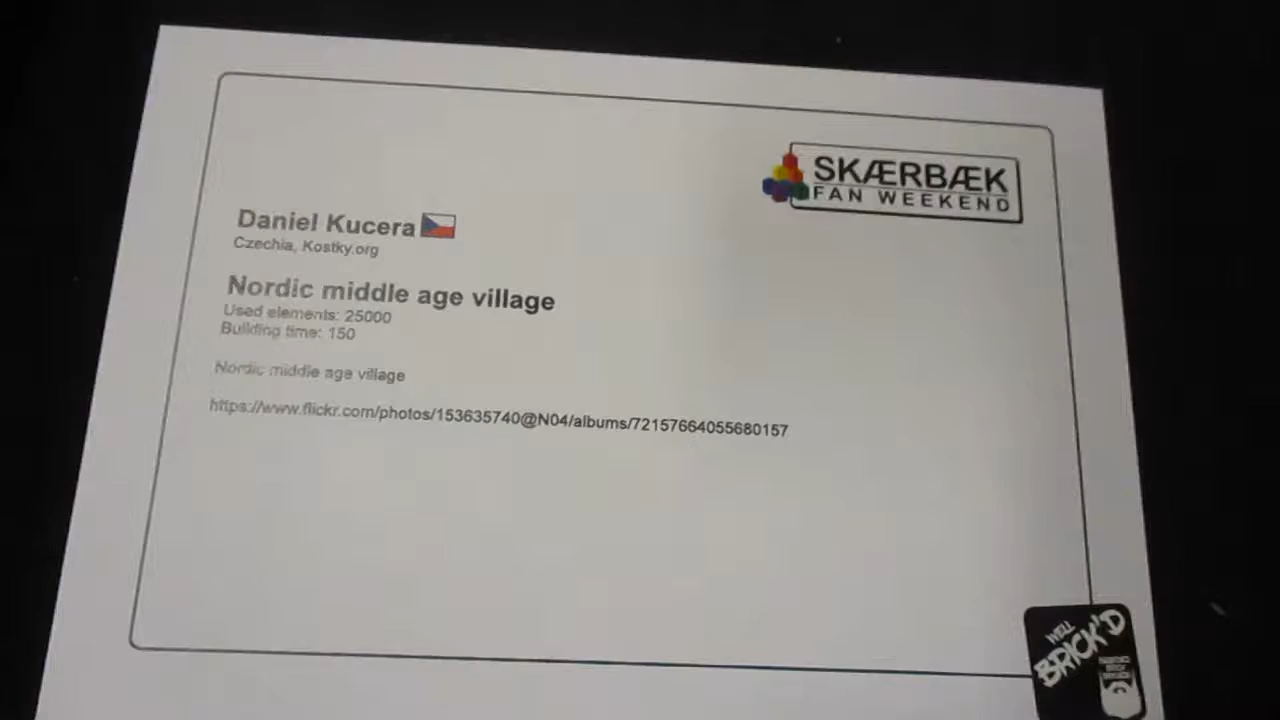 SKÆRBÆK
FAN WEEKEND
Daniel Kucera
Czechia, Kostky.org
Nordic middle age village
Used elements: 25000
Building time: 150
Nordic middle age village
https://www.flickr.com/photos/153635740@N04/albums/72157664055680157
WELL
BRICK'D